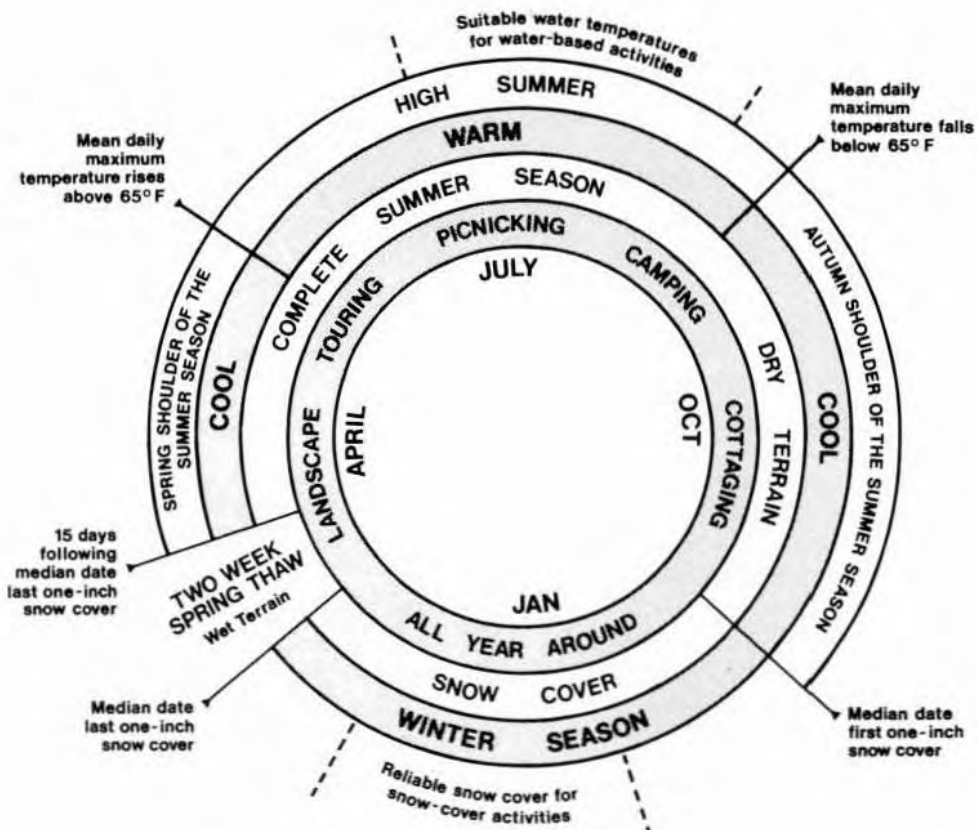 Suitable water temperatures
for water-based activities
HIGH SUMMER
WARM
SUMMER SEASON
PICNICKING
JULY
Mean daily
maximum
temperature rises
above 65° F
Mean daily
maximum
temperature falls
below 65° F
COMPLETE
TOURING
CAMPING
DRY
TERRAIN
AUTUMN SHOULDER OF THE SUMMER SEASON
SPRING SHOULDER OF THE
SUMMER SEASON
COOL
LANDSCAPE
APRIL
OCT
COTTAGING
COOL
15 days
following
median date
last one-inch
snow cover
TWO WEEK
SPRING THAW
Wet Terrain
JAN
ALL YEAR AROUND
SNOW COVER
WINTER SEASON
Median date
last one-inch
snow cover
Median date
first one-inch
snow cover
Reliable snow cover for
snow-cover activities